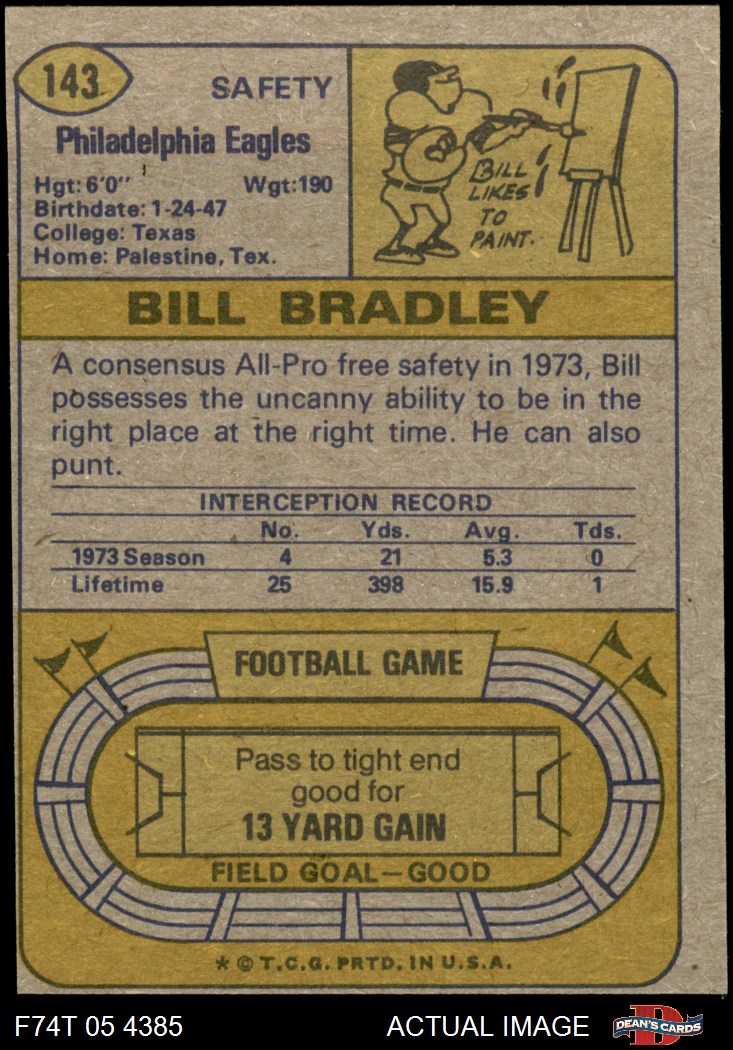 143
SAFETY
Philadelphia Eagles
Hgt: 6'0" Wgt: 190
Birthdate: 1-24-47
College: Texas
Home: Palestine, Tex.
BILL
LIKES
TO
PAINT.
BILL BRADLEY
A consensus All-Pro free safety in 1973, Bill
possesses the uncanny ability to be in the
right place at the right time. He can also
punt.
INTERCEPTION RECORD
No. Yds. Avg. Tds.
1973 Season 4 21 5.3 0
Lifetime 25 398 15.9 1
FOOTBALL GAME
Pass to tight end
good for
13 YARD GAIN
FIELD GOAL—GOOD
* © T.C.G. PRTD. IN U.S.A.
F74T 05 4385 ACTUAL IMAGE
D
DEAN'S CARDS